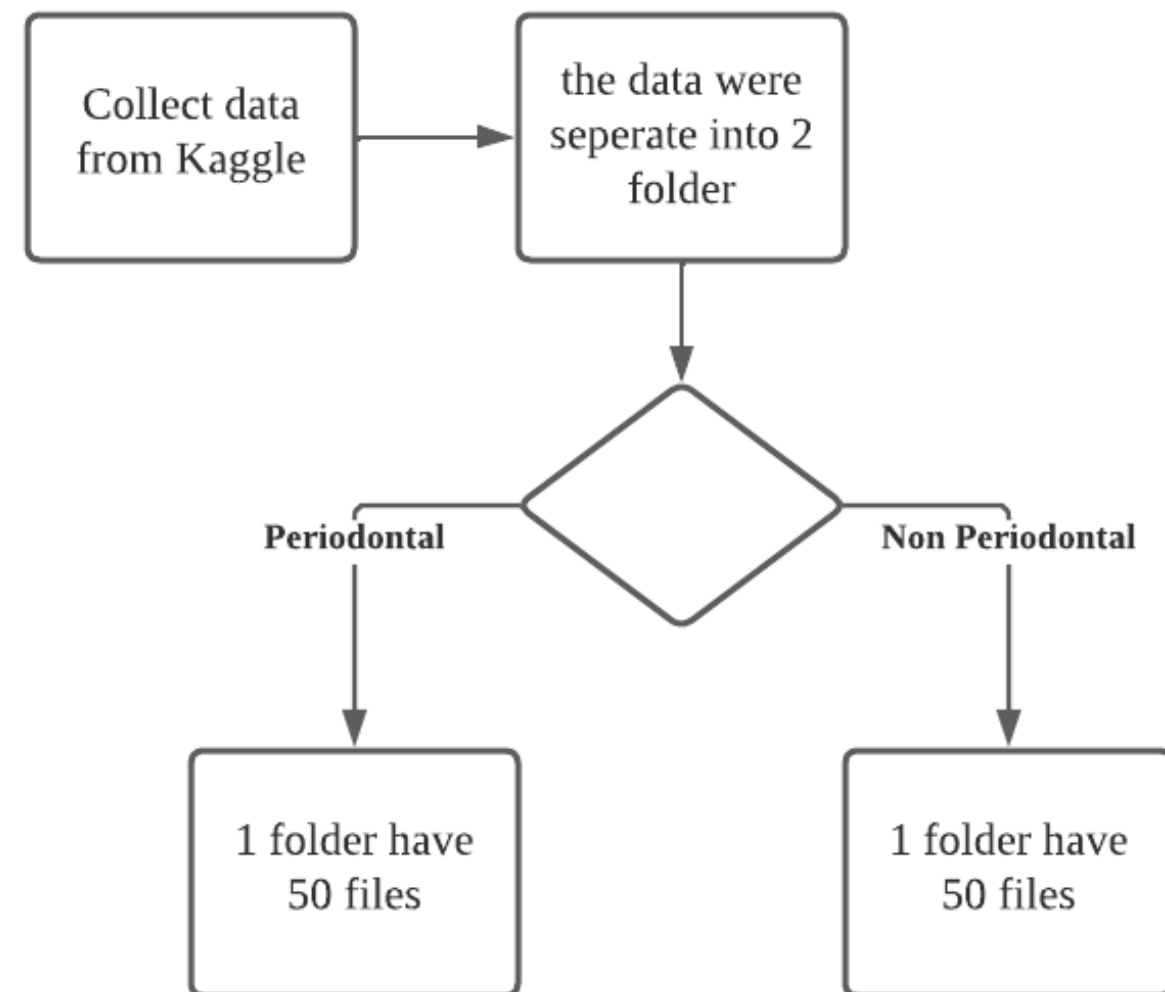 Collect data
from Kaggle
the data were
seperate into 2
folder
Periodontal
Non Periodontal
1 folder have
50 files
1 folder have
50 files